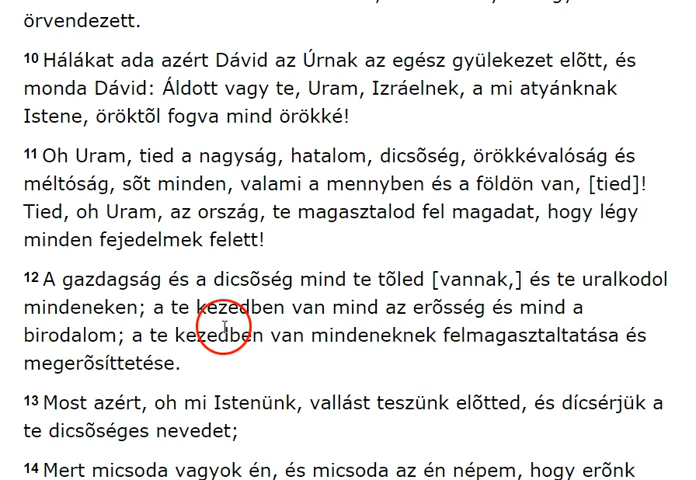 örvendezett.
10 Hálákat ada azért Dávid az Úrnak az egész gyülekezet elõtt, és
monda Dávid: Áldott vagy te, Uram, Izráelnek, a mi atyánknak
Istene, öröktõl fogva mind örökké!
11 Oh Uram, tied a nagyság, hatalom, dicsõség, örökkévalóság és
méltóság, sõt minden, valami a mennyben és a földön van, [tied]!
Tied, oh Uram, az ország, te magasztalod fel magadat, hogy légy
minden fejedelmek felett!
12 A gazdagság és a dicsõség mind te tõled [vannak,] és te uralkodol
mindeneken; a te kezedben van mind az erõsség és mind a
birodalom; a te kezedben van mindeneknek felmagasztaltatása és
megerõsíttetése.
13 Most azért, oh mi Istenünk, vallást teszünk elõtted, és dícsérjük a
te dicsõséges nevedet;
14 Mert micsoda vagyok én, és micsoda az én népem, hogy erõnk